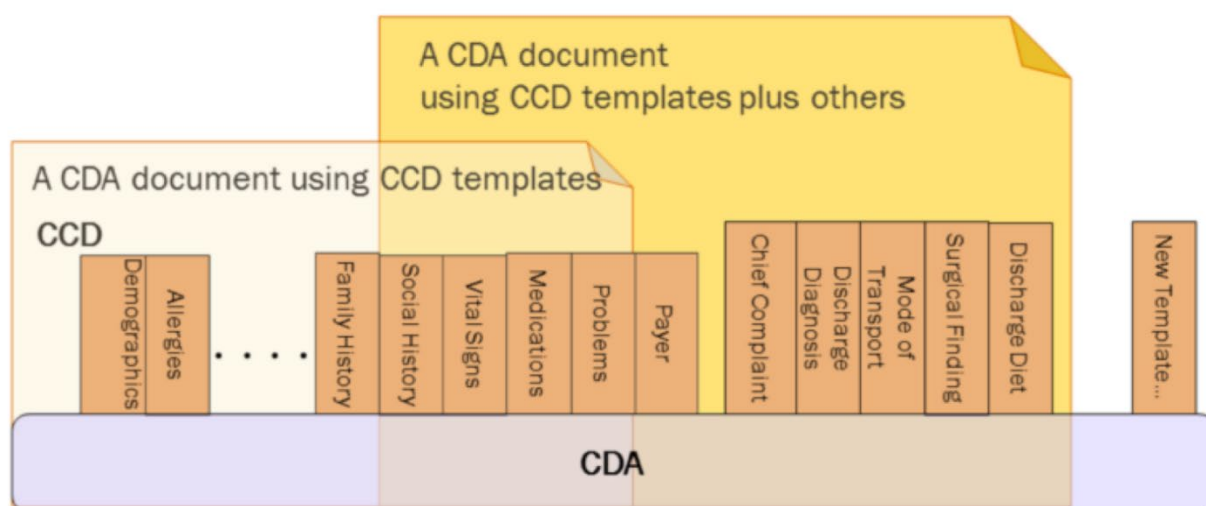 A CDA document
using CCD templates plus others
A CDA document using CCD templates
CCD
Demographics
Allergies
. . . .
Family History
Social History
Vital Signs
Medications
Problems
Payer
Chief Complaint
Discharge
Diagnosis
Mode of
Transport
Surgical Finding
Discharge Diet
New Template...
CDA